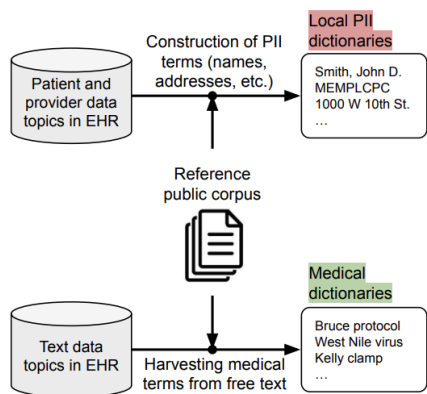 Local PII
dictionaries
Construction of PII
terms (names,
addresses, etc.)
Patient and
provider data
topics in EHR
Smith, John D.
MEMPLCPC
1000 W 10th St.
…
Reference
public corpus
Medical
dictionaries
Text data
topics in EHR
Harvesting medical
terms from free text
Bruce protocol
West Nile virus
Kelly clamp
…